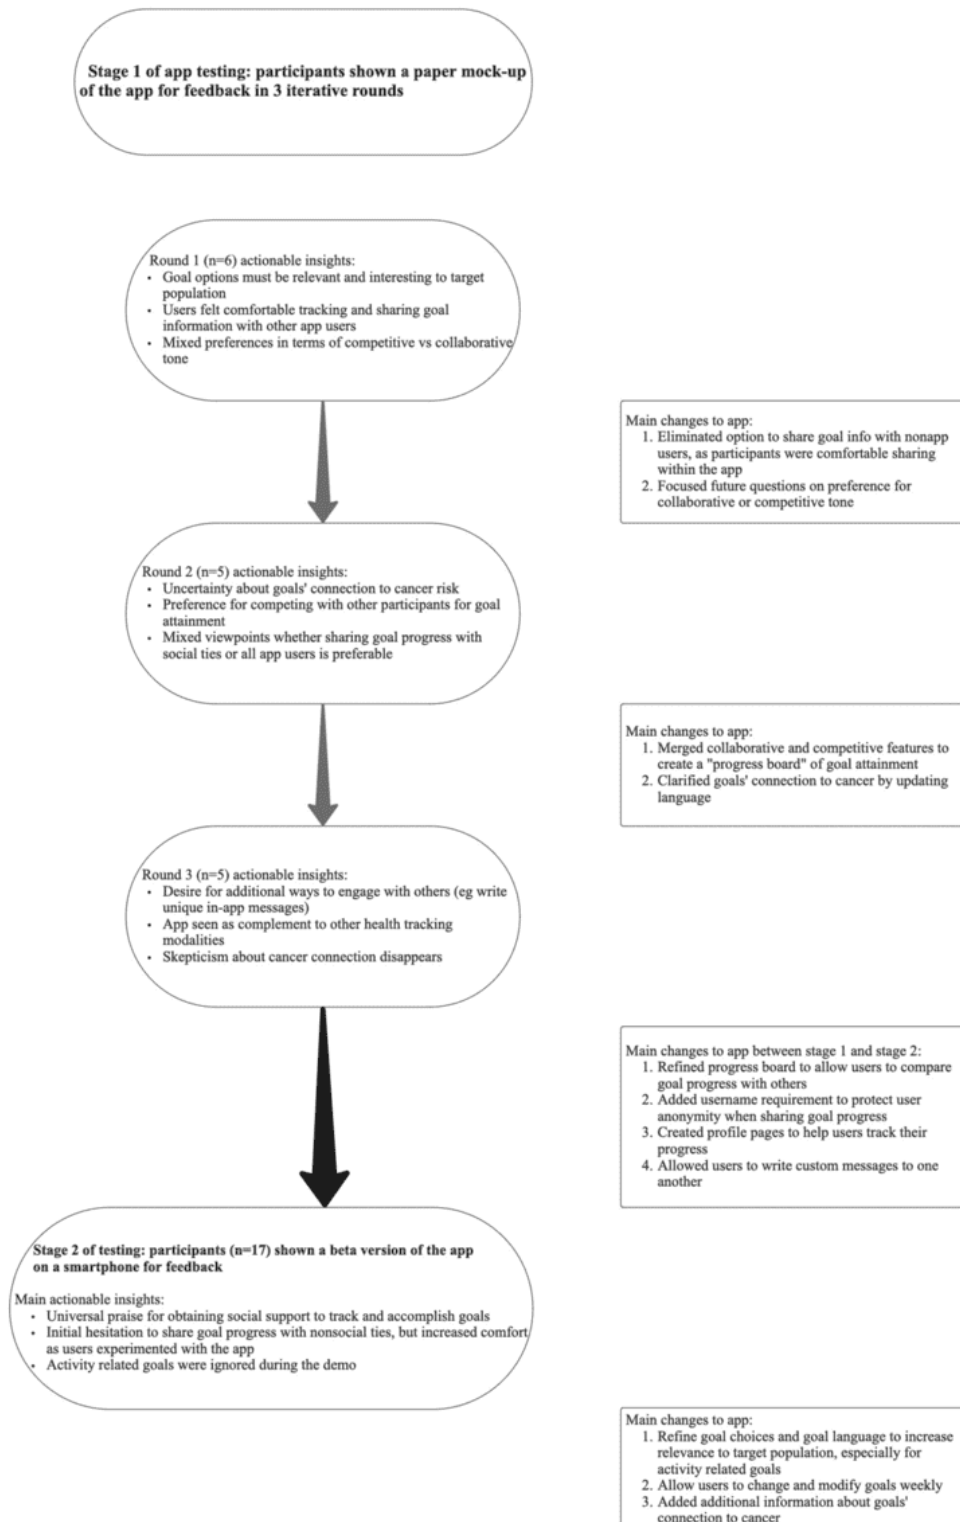 Stage 1 of app testing: participants shown a paper mock-up
of the app for feedback in 3 iterative rounds
Round 1 (n=6) actionable insights:
• Goal options must be relevant and interesting to target
population
• Users felt comfortable tracking and sharing goal
information with other app users
• Mixed preferences in terms of competitive vs collaborative
tone
Main changes to app:
1. Eliminated option to share goal info with nonapp
users, as participants were comfortable sharing
within the app
2. Focused future questions on preference for
collaborative or competitive tone
Round 2 (n=5) actionable insights:
• Uncertainty about goals' connection to cancer risk
• Preference for competing with other participants for goal
attainment
• Mixed viewpoints whether sharing goal progress with
social ties or all app users is preferable
Main changes to app:
1. Merged collaborative and competitive features to
create a "progress board" of goal attainment
2. Clarified goals' connection to cancer by updating
language
Round 3 (n=5) actionable insights:
• Desire for additional ways to engage with others (eg write
unique in-app messages)
• App seen as complement to other health tracking
modalities
• Skepticism about cancer connection disappears
Main changes to app between stage 1 and stage 2:
1. Refined progress board to allow users to compare
goal progress with others
2. Added username requirement to protect user
anonymity when sharing goal progress
3. Created profile pages to help users track their
progress
4. Allowed users to write custom messages to one
another
Stage 2 of testing: participants (n=17) shown a beta version of the app
on a smartphone for feedback
Main actionable insights:
• Universal praise for obtaining social support to track and accomplish goals
• Initial hesitation to share goal progress with nonsocial ties, but increased comfort
as users experimented with the app
• Activity related goals were ignored during the demo
Main changes to app:
1. Refine goal choices and goal language to increase
relevance to target population, especially for
activity related goals
2. Allow users to change and modify goals weekly
3. Added additional information about goals'
connection to cancer